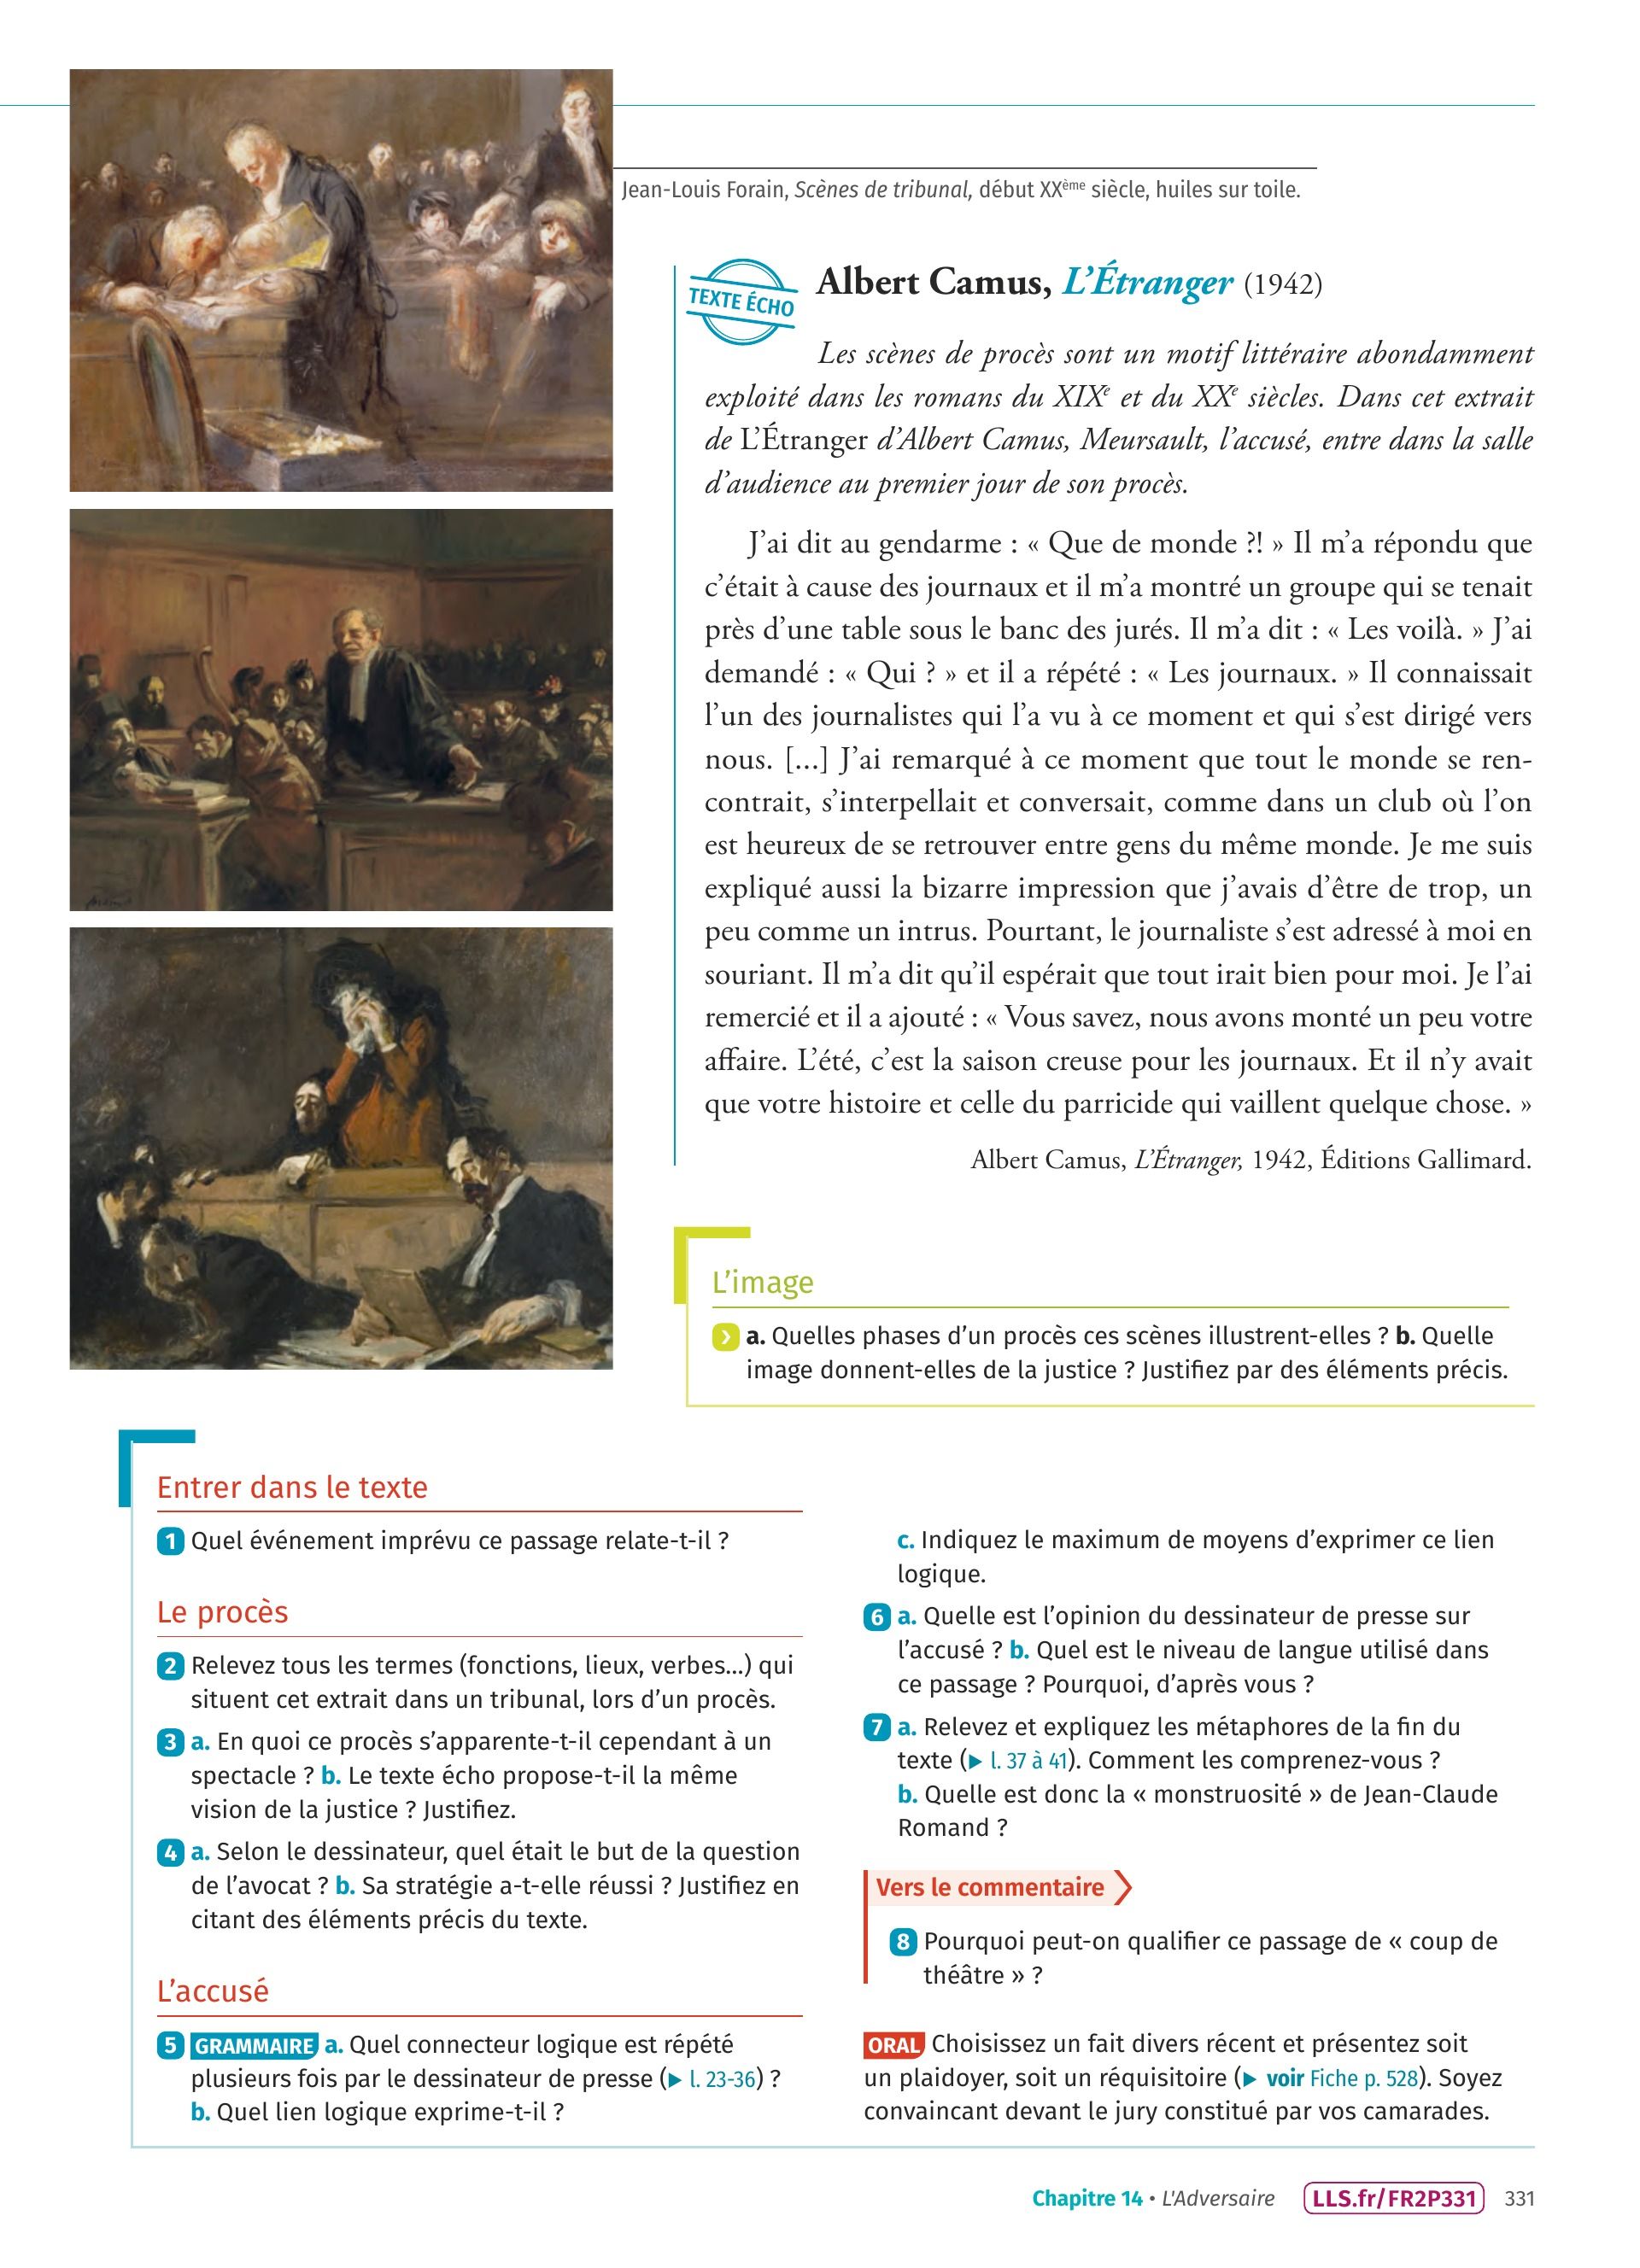 Jean-Louis Forain, Scènes de tribunal, début XXème siècle, huiles sur toile.
TEXTE ÉCHO
Albert Camus, L’Étranger (1942)
Les scènes de procès sont un motif littéraire abondamment
exploité dans les romans du XIXe et du XXe siècles. Dans cet extrait
de L’Étranger d’Albert Camus, Meursault, l’accusé, entre dans la salle
d’audience au premier jour de son procès.
J’ai dit au gendarme : « Que de monde ?! » Il m’a répondu que
c’était à cause des journaux et il m’a montré un groupe qui se tenait
près d’une table sous le banc des jurés. Il m’a dit : « Les voilà. » J’ai
demandé : « Qui ? » et il a répété : « Les journaux. » Il connaissait
l’un des journalistes qui l’a vu à ce moment et qui s’est dirigé vers
nous. [...] J’ai remarqué à ce moment que tout le monde se ren-
contrait, s’interpellait et conversait, comme dans un club où l’on
est heureux de se retrouver entre gens du même monde. Je me suis
expliqué aussi la bizarre impression que j’avais d’être de trop, un
peu comme un intrus. Pourtant, le journaliste s’est adressé à moi en
souriant. Il m’a dit qu’il espérait que tout irait bien pour moi. Je l’ai
remercié et il a ajouté : « Vous savez, nous avons monté un peu votre
affaire. L’été, c’est la saison creuse pour les journaux. Et il n’y avait
que votre histoire et celle du parricide qui vaillent quelque chose. »
Albert Camus, L’Étranger, 1942, Éditions Gallimard.
L’image
a. Quelles phases d’un procès ces scènes illustrent-elles ? b. Quelle
image donnent-elles de la justice ? Justifiez par des éléments précis.
Entrer dans le texte
1 Quel événement imprévu ce passage relate-t-il ?
Le procès
2 Relevez tous les termes (fonctions, lieux, verbes...) qui
situent cet extrait dans un tribunal, lors d’un procès.
3 a. En quoi ce procès s’apparente-t-il cependant à un
spectacle ? b. Le texte écho propose-t-il la même
vision de la justice ? Justifiez.
4 a. Selon le dessinateur, quel était le but de la question
de l’avocat ? b. Sa stratégie a-t-elle réussi ? Justifiez en
citant des éléments précis du texte.
L’accusé
5 GRAMMAIRE a. Quel connecteur logique est répété
plusieurs fois par le dessinateur de presse (▶ l. 23-36) ?
b. Quel lien logique exprime-t-il ?
c. Indiquez le maximum de moyens d’exprimer ce lien
logique.
6 a. Quelle est l’opinion du dessinateur de presse sur
l’accusé ? b. Quel est le niveau de langue utilisé dans
ce passage ? Pourquoi, d’après vous ?
7 a. Relevez et expliquez les métaphores de la fin du
texte (▶ l. 37 à 41). Comment les comprenez-vous ?
b. Quelle est donc la « monstruosité » de Jean-Claude
Romand ?
Vers le commentaire
8 Pourquoi peut-on qualifier ce passage de « coup de
théâtre » ?
ORAL Choisissez un fait divers récent et présentez soit
un plaidoyer, soit un réquisitoire (▶ voir Fiche p. 528). Soyez
convaincant devant le jury constitué par vos camarades.
Chapitre 14 • L'Adversaire LLS.fr/FR2P331 331